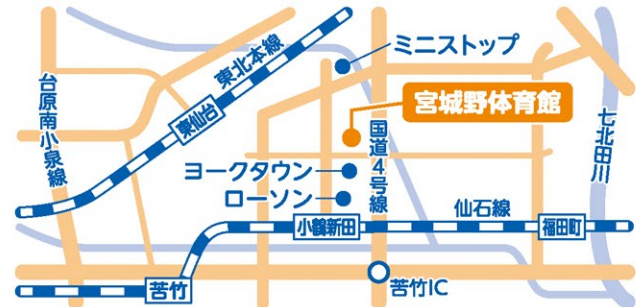 ミニストップ
東北本線
台原南小泉線
東仙台
宮城野体育館
国道4号線
七北田川
ヨークタウン
ローソン
仙石線
小鶴新田
福田町
苦竹
苦竹IC